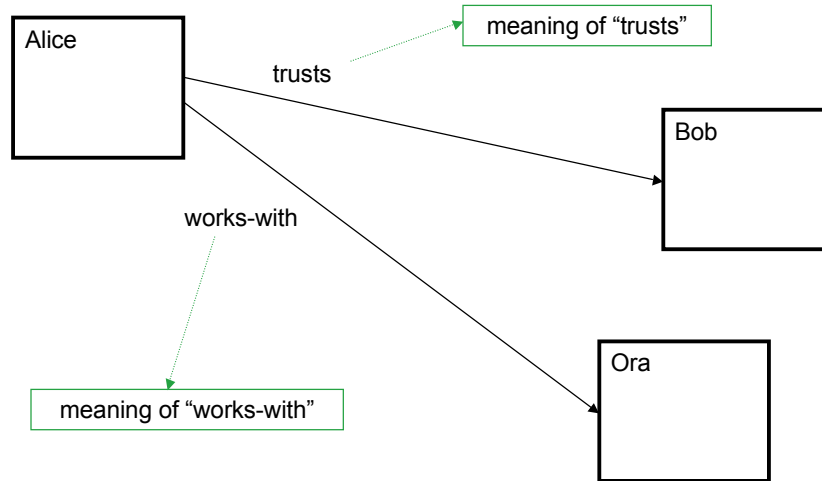 Alice
meaning of “trusts”
trusts
Bob
works-with
Ora
meaning of “works-with”